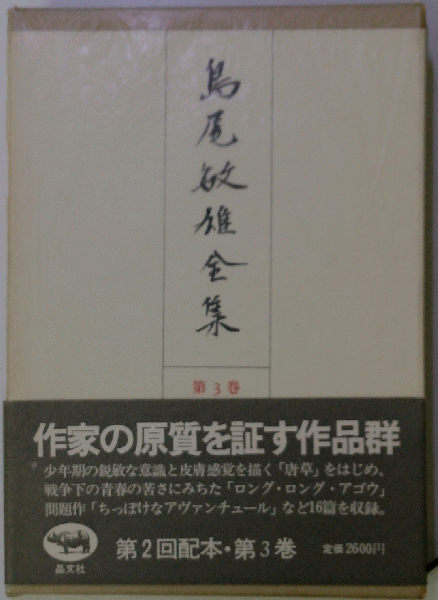 島尾敏雄全集
第3巻
作家の原質を証す作品群
少年期の鋭敏な意識と皮膚感覚を描く「唐草」をはじめ、
戦争下の青春の苦さにみちた「ロング・ロング・アゴウ」
問題作「ちっぽけなアヴァンチュール」など16篇を収録。
第2回配本・第3巻
定価2600円
晶文社